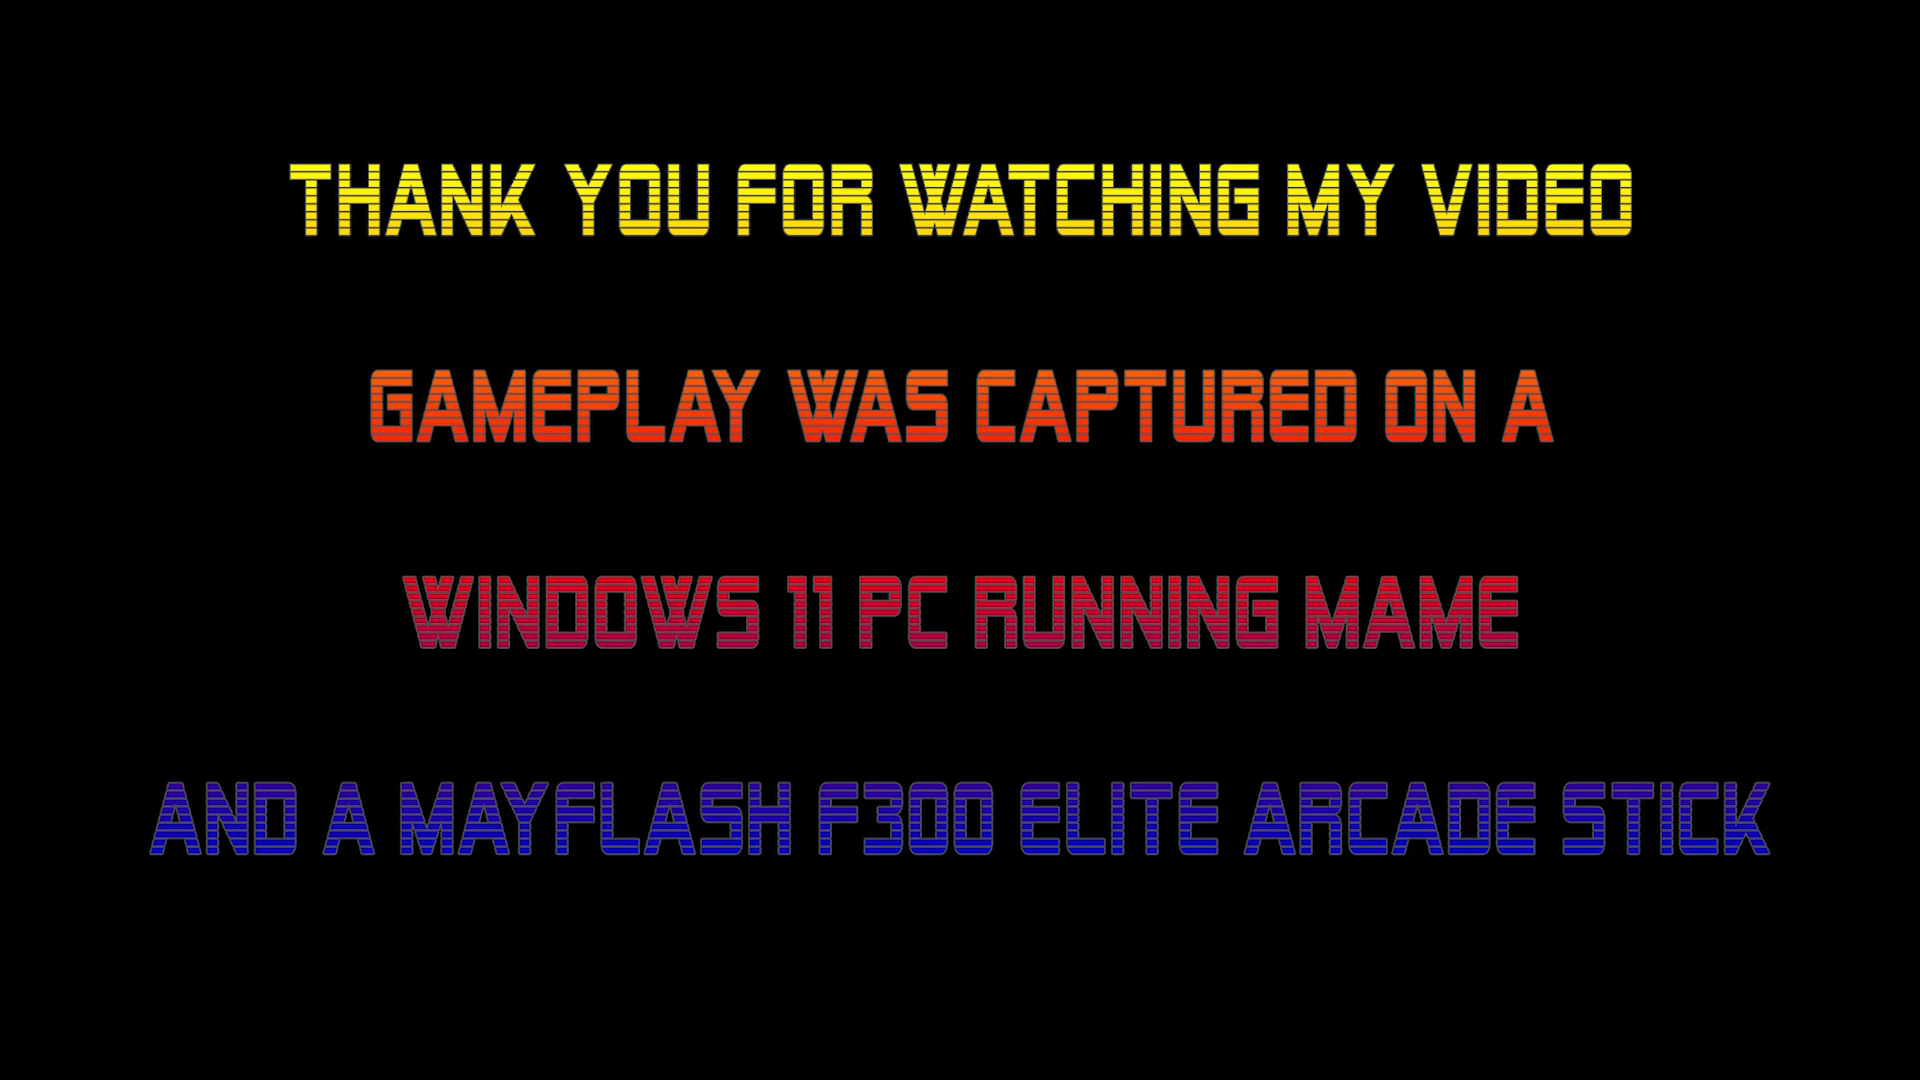 THANK YOU FOR WATCHING MY VIDEO
GAMEPLAY WAS CAPTURED ON A
WINDOWS 11 PC RUNNING MAME
AND A MAYFLASH F300 ELITE ARCADE STICK